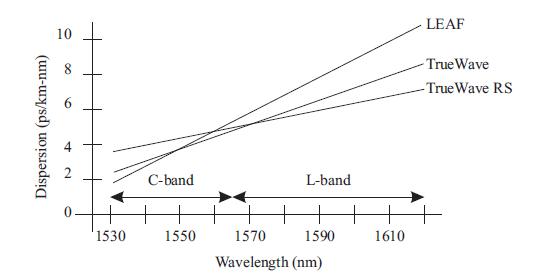 LEAF
TrueWave
TrueWave RS
10
8
6
4
2
0
Dispersion (ps/km-nm)
C-band
L-band
1530 1550 1570 1590 1610
Wavelength (nm)